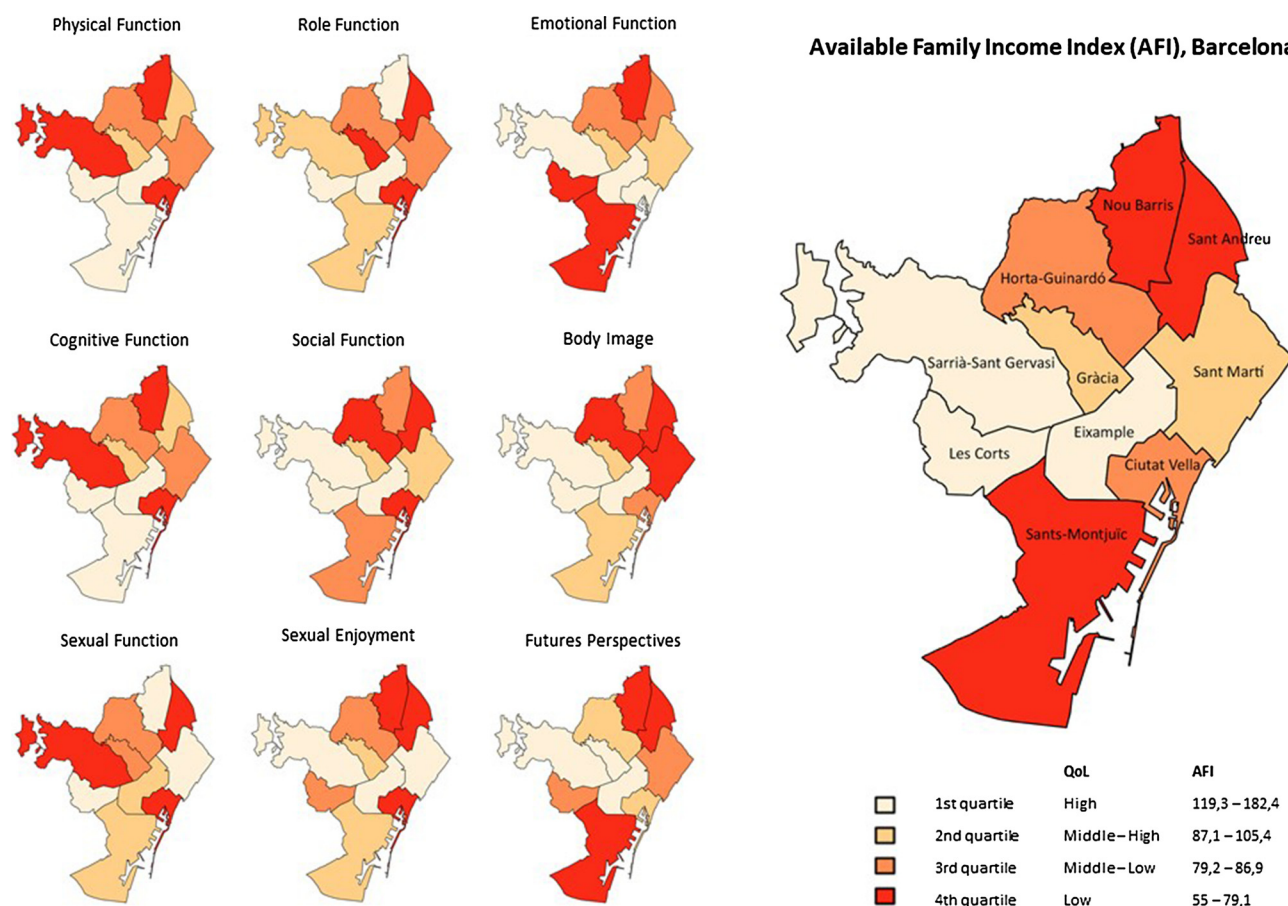 Physical Function
Role Function
Emotional Function
Available Family Income Index (AFI), Barcelona
Nou Barris
Sant Andreu
Horta-Guinardó
Sarrià-Sant Gervasi
Gràcia
Sant Martí
Eixample
Les Corts
Ciutat Vella
Sants-Montjuïc
Cognitive Function
Social Function
Body Image
Sexual Function
Sexual Enjoyment
Futures Perspectives
QoL AFI
1st quartile High 119,3 – 182,4
2nd quartile Middle – High 87,1 – 105,4
3rd quartile Middle – Low 79,2 – 86,9
4th quartile Low 55 – 79,1